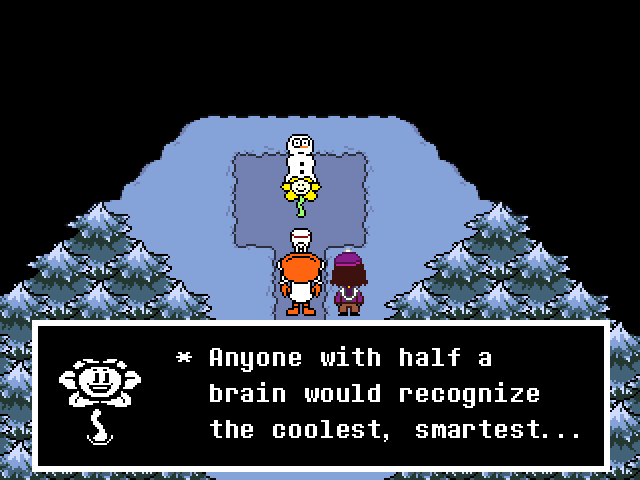 * Anyone with half a
brain would recognize
the coolest, smartest...